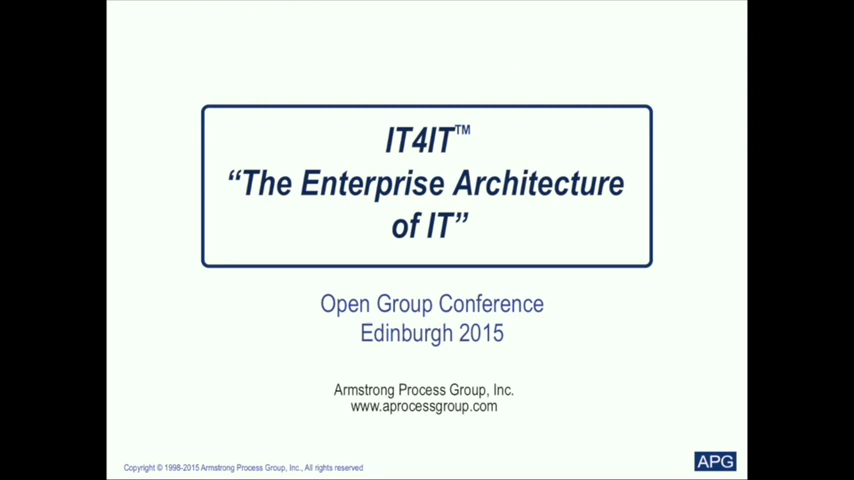 IT4IT™
“The Enterprise Architecture
of IT”
Open Group Conference
Edinburgh 2015
Armstrong Process Group, Inc.
www.aprocessgroup.com
Copyright © 1998-2015 Armstrong Process Group, Inc., All rights reserved
APG